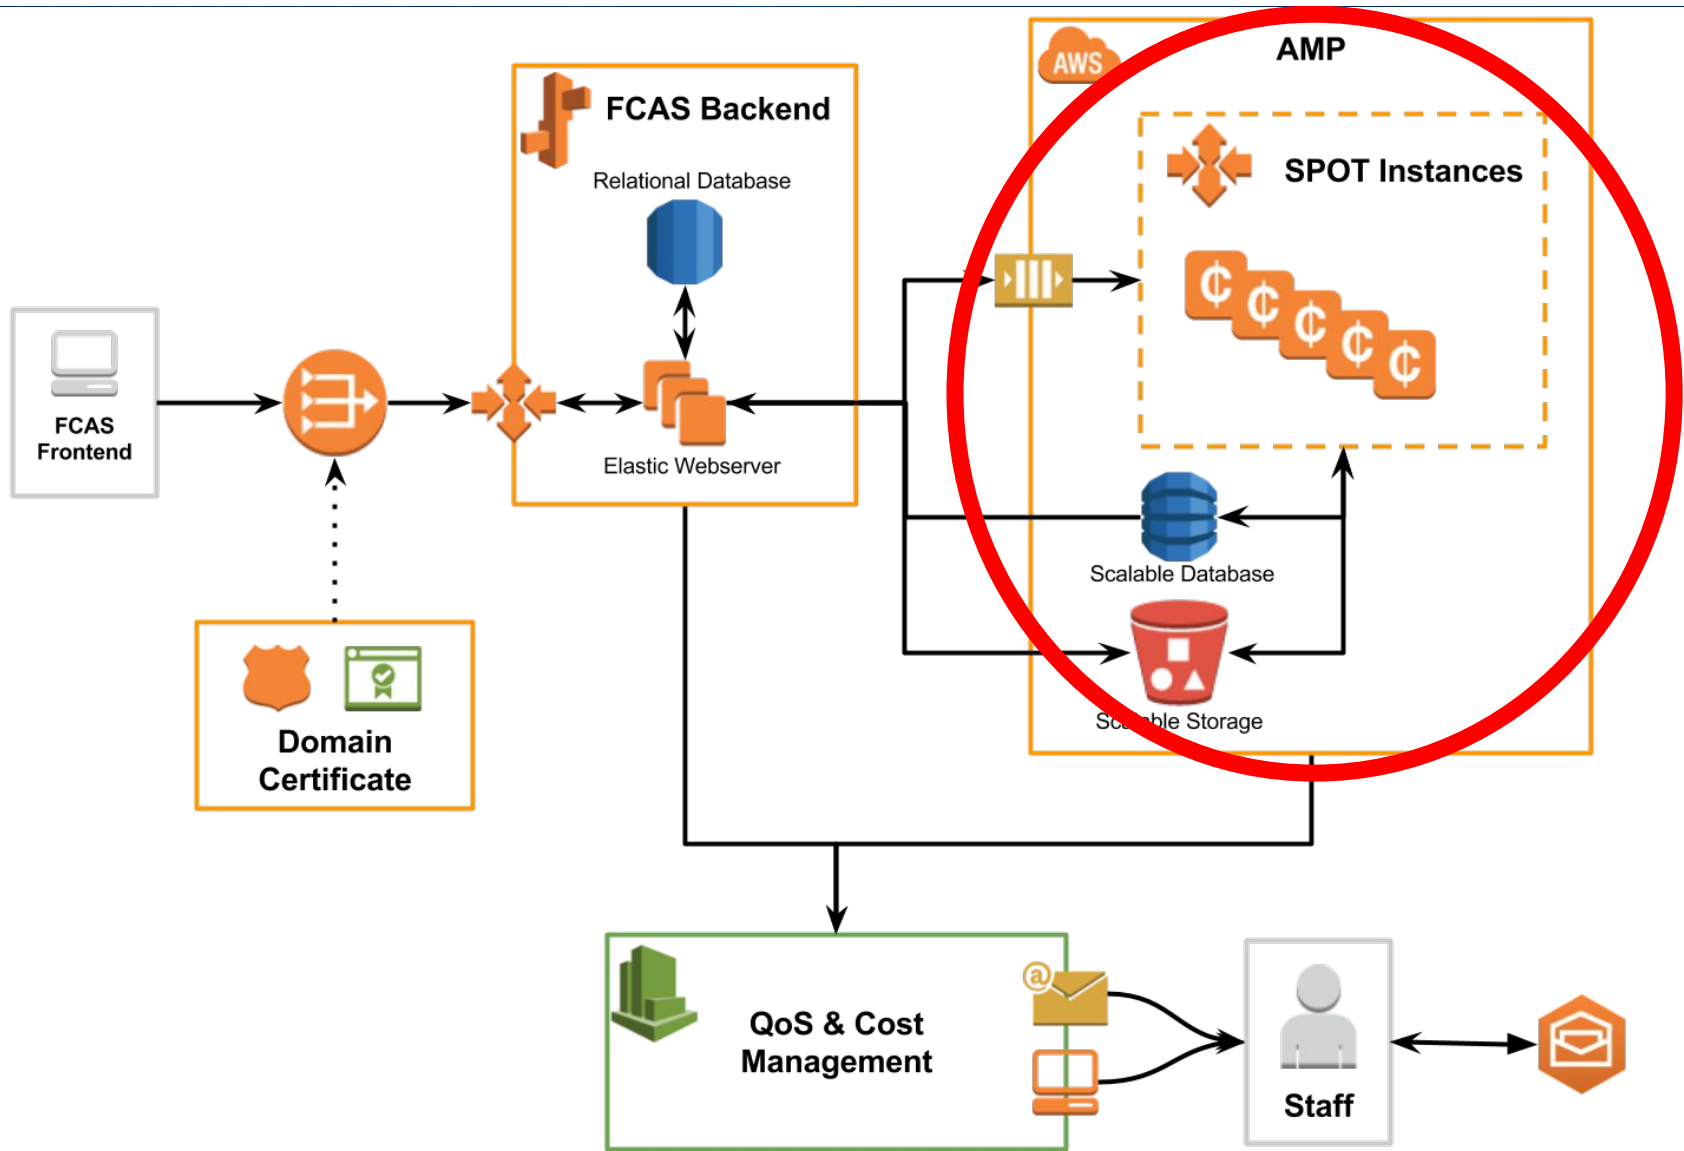 AWS
AMP
FCAS Backend
Relational Database
SPOT Instances
¢
¢
¢
¢
¢
FCAS
Frontend
Elastic Webserver
Scalable Database
Scalable Storage
Domain
Certificate
@
QoS & Cost
Management
Staff